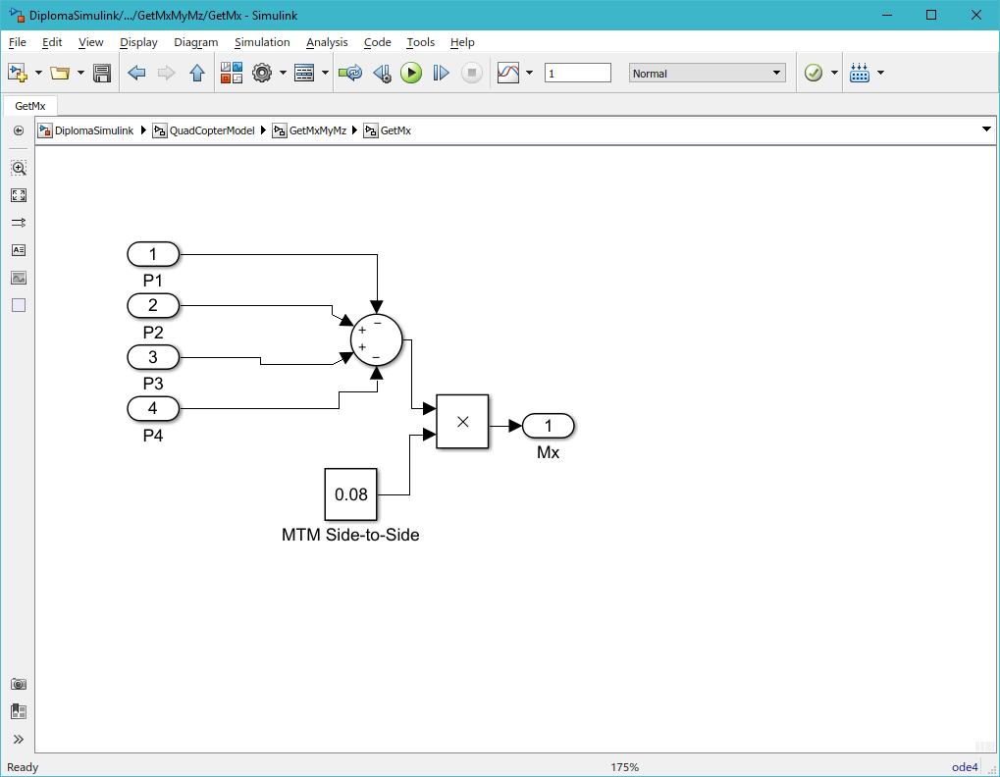 DiplomaSimulink/.../GetMxMyMz/GetMx - Simulink
File Edit View Display Diagram Simulation Analysis Code Tools Help
1 Normal
GetMx
DiplomaSimulink QuadCopterModel GetMxMyMz GetMx
1
P1
2
P2
3
P3
4
P4
−
+
+
−
×
1
Mx
0.08
MTM Side-to-Side
Ready 175% ode4